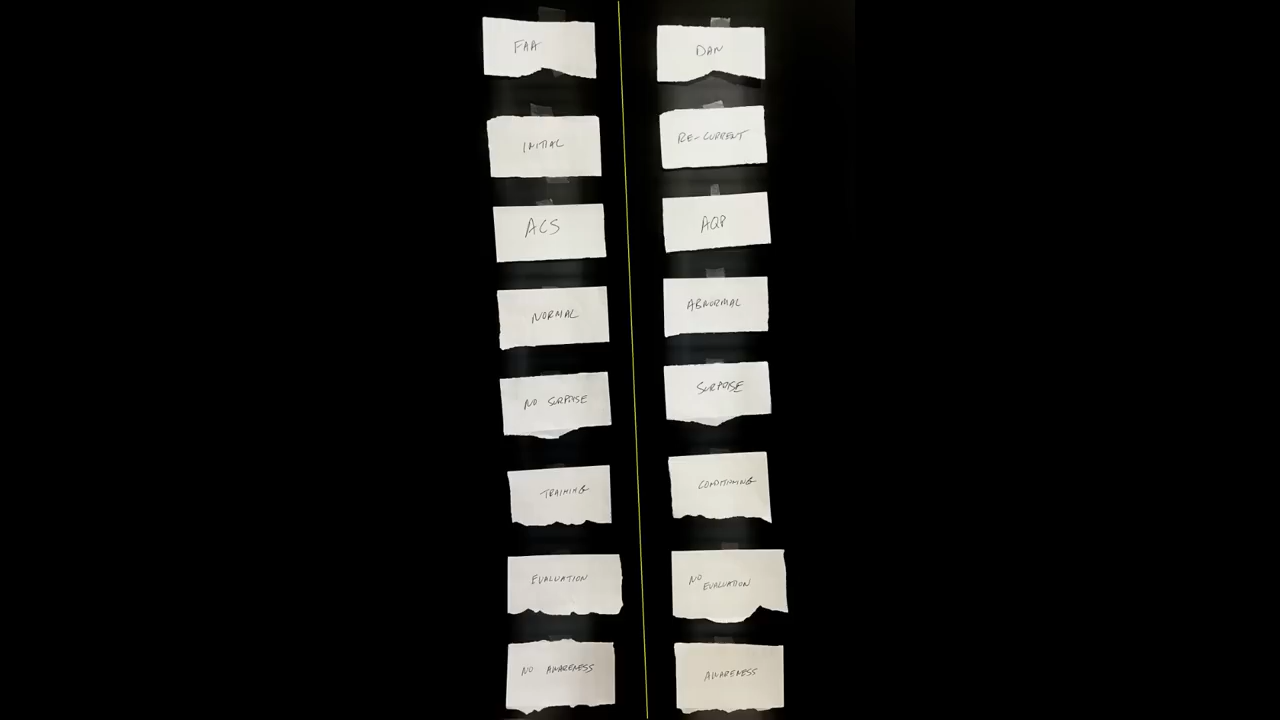 FAA
DAN
INITIAL
RE-CURRENT
ACS
AQP
NORMAL
ABNORMAL
NO SURPRISE
SURPRISE
TRAINING
CONDITIONING
EVALUATION
NO
EVALUATION
NO AWARENESS
AWARENESS